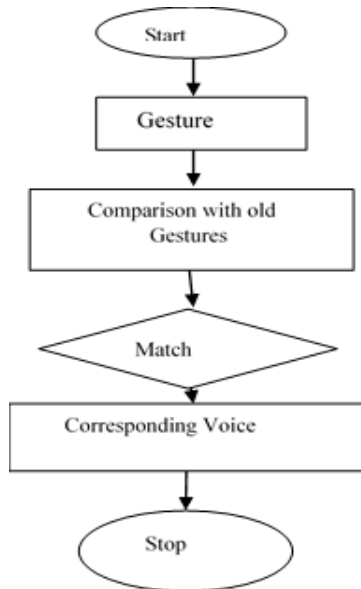 Start
Gesture
Comparison with old
Gestures
Match
Corresponding Voice
Stop